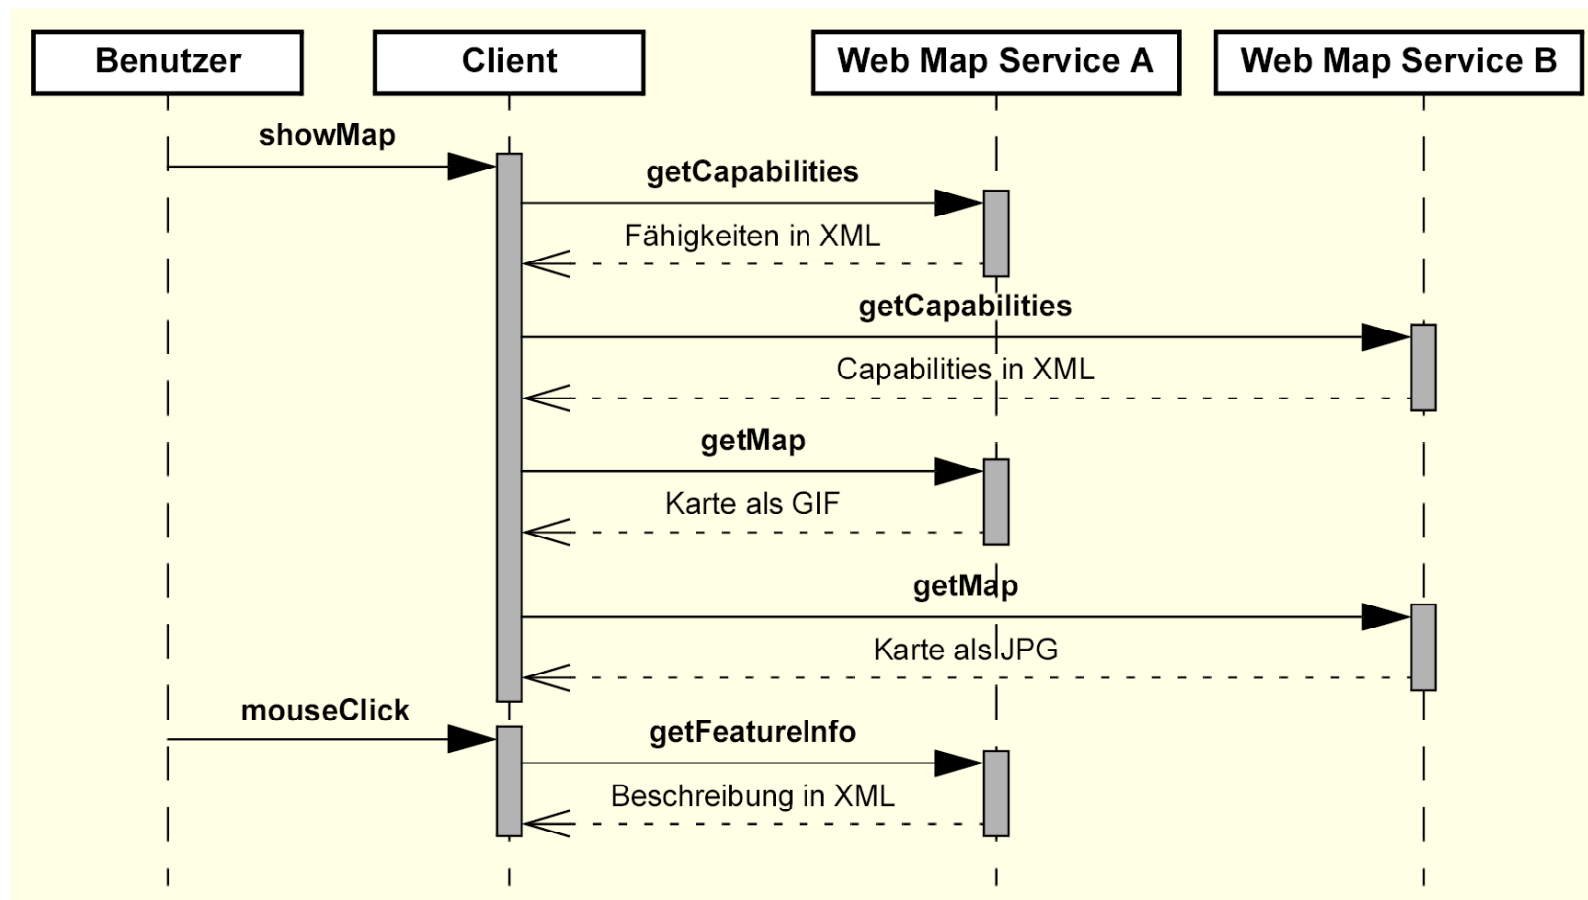 Benutzer
Client
Web Map Service A
Web Map Service B
showMap
getCapabilities
Fähigkeiten in XML
getCapabilities
Capabilities in XML
getMap
Karte als GIF
getMap
Karte als JPG
mouseClick
getFeatureInfo
Beschreibung in XML